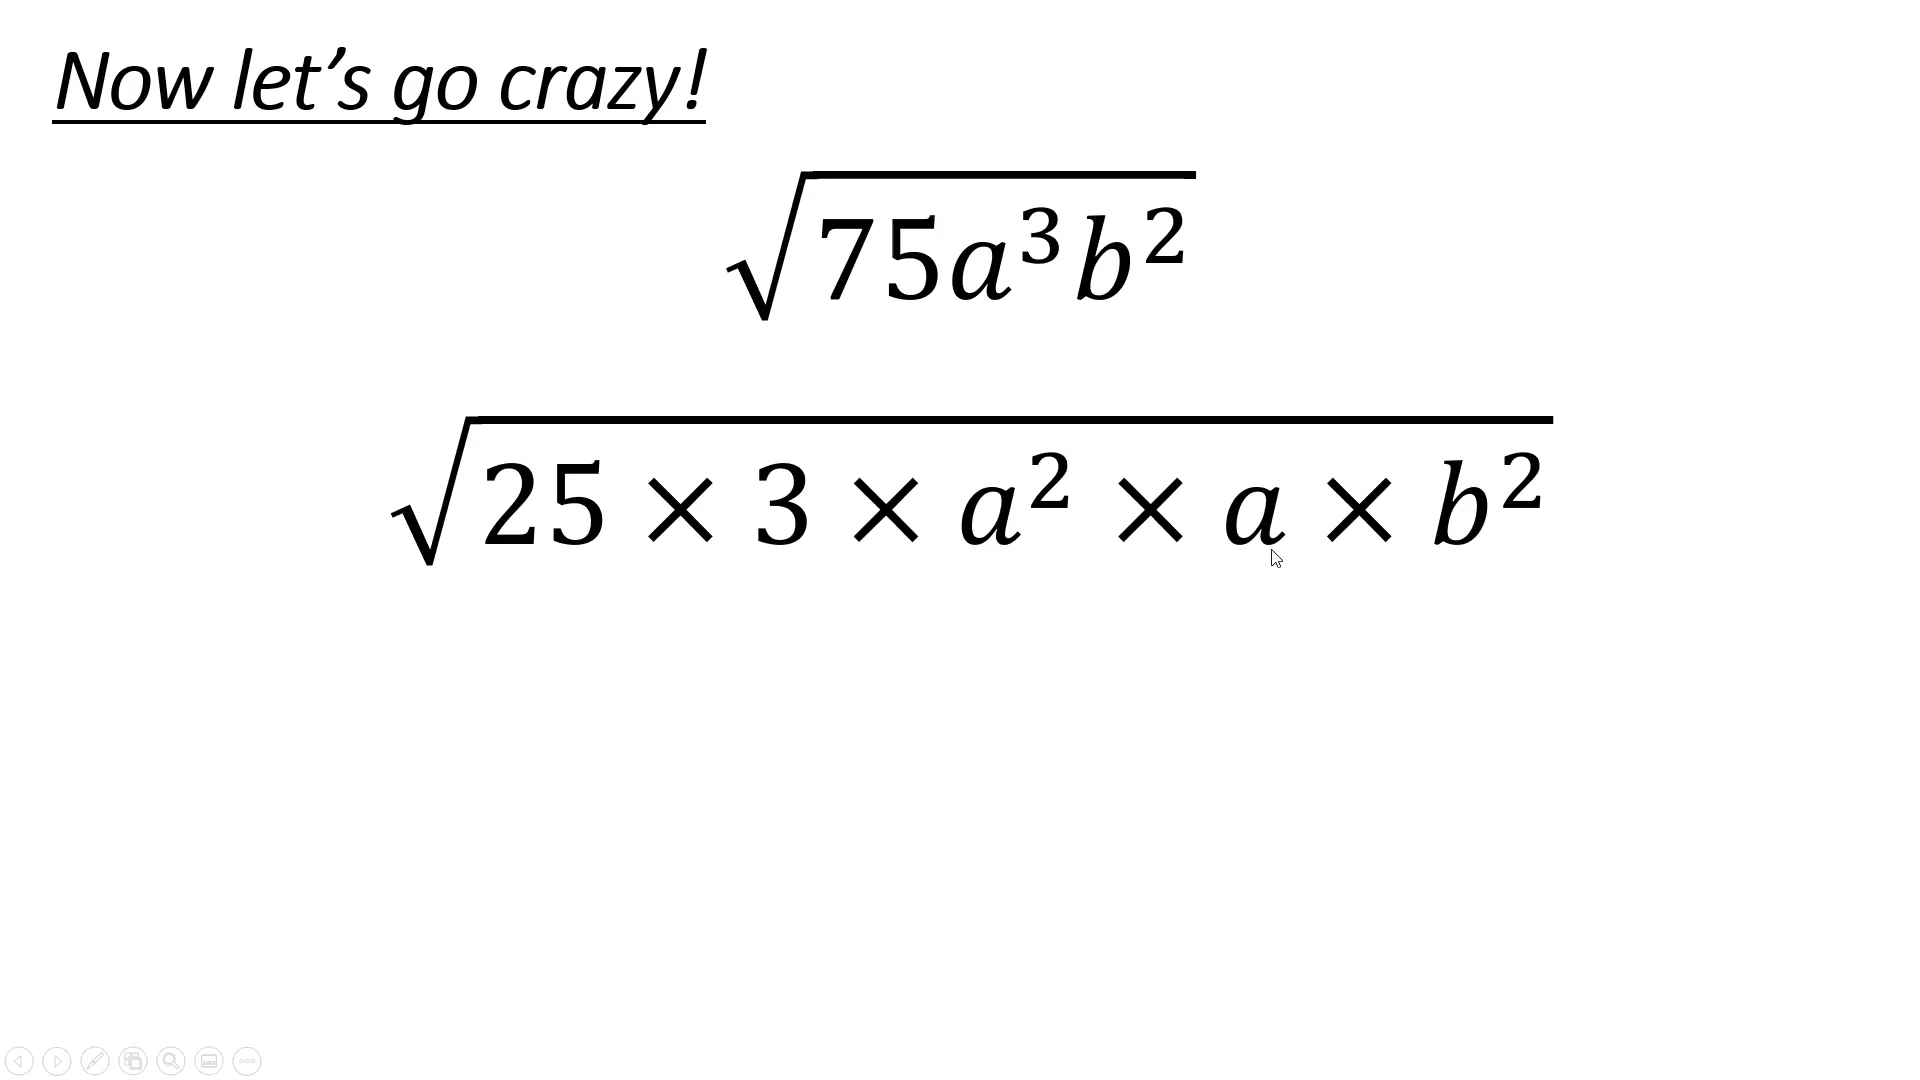 Now let’s go crazy!
√75a³b²
√25 × 3 × a² × a × b²